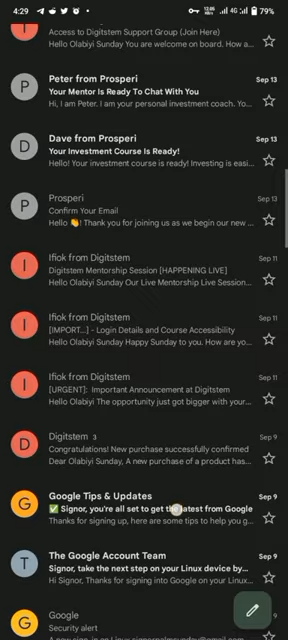 4:29
4G
79%
Access to Digitstem Support Group (Join Here)
Hello Olabiyi Sunday You are welcome on board. How a...
P
Peter from Prosperi
Sep 13
Your Mentor Is Ready To Chat With You
Hi, I am Peter. I am your personal investment coach. Yo...
D
Dave from Prosperi
Sep 13
Your Investment Course Is Ready!
Hello! Your investment course is ready! Investing is easi...
P
Prosperi
Sep 13
Confirm Your Email
Hello 👋! Thank you for joining us as we begin our new ...
I
Ifiok from Digitstem
Sep 11
Digitstem Mentorship Session [HAPPENING LIVE]
Hello Olabiyi Sunday Our Live Mentorship Live Session...
I
Ifiok from Digitstem
Sep 11
[IMPORT...] - Login Details and Course Accessibility
Hello Olabiyi Sunday Happy Sunday to you. How are yo...
I
Ifiok from Digitstem
Sep 11
[URGENT]: Important Announcement at Digitstem
Hello Olabiyi The opportunity just got bigger with your...
D
Digitstem 3
Sep 9
Congratulations! New purchase successfully confirmed
Dear Olabiyi Sunday, A new purchase of a product has...
G
Google Tips & Updates
Sep 9
✅ Signor, you're all set to get the latest from Google
Thanks for signing up, here are some tips to help you g...
T
The Google Account Team
Sep 9
Signor, take the next step on your Linux device by...
Hi Signor, Thanks for signing into Google on your Linux...
G
Google
9
Security alert